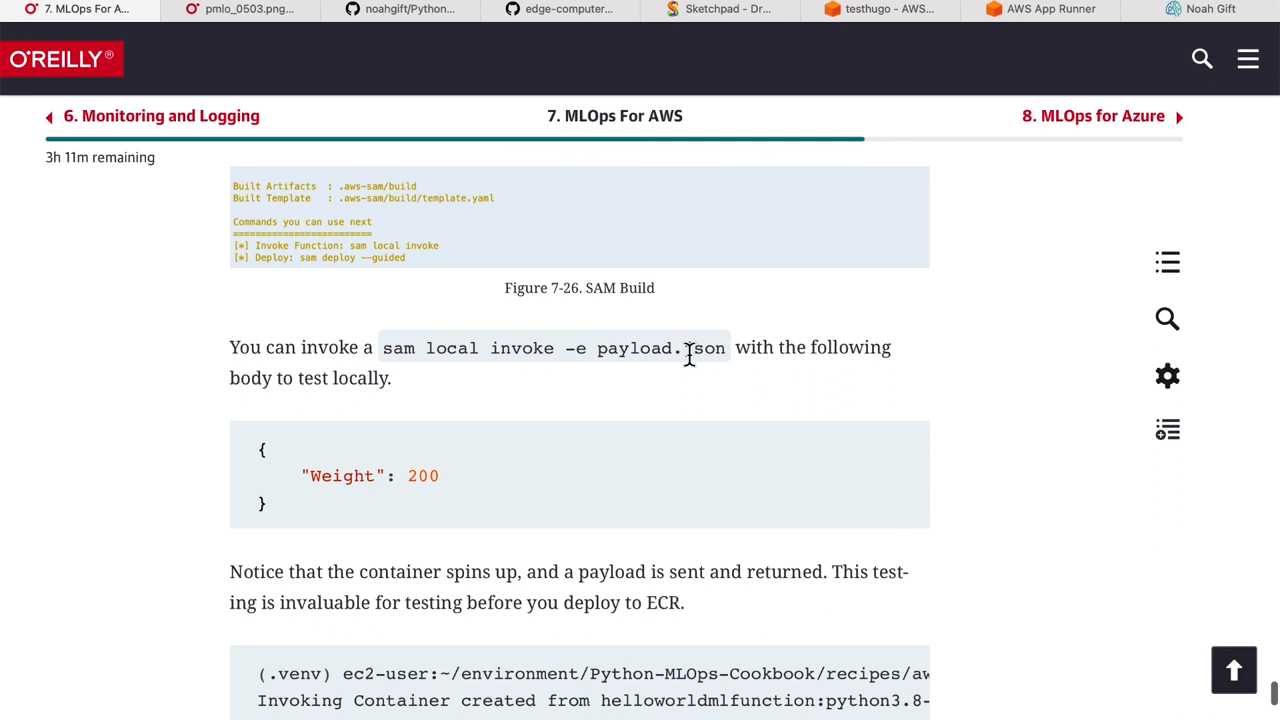 7. MLOps For A...
pmlo_0503.png...
noahgift/Python...
edge-computer...
Sketchpad - Dr...
testhugo - AWS...
AWS App Runner
Noah Gift
O'REILLY®
6. Monitoring and Logging
7. MLOps For AWS
8. MLOps for Azure
3h 11m remaining
Built Artifacts : .aws-sam/build
Built Template : .aws-sam/build/template.yaml
Commands you can use next
=========================
[*] Invoke Function: sam local invoke
[*] Deploy: sam deploy --guided
Figure 7-26. SAM Build
You can invoke a sam local invoke -e payload.json with the following
body to test locally.
{
"Weight": 200
}
Notice that the container spins up, and a payload is sent and returned. This test-
ing is invaluable for testing before you deploy to ECR.
(.venv) ec2-user:~/environment/Python-MLOps-Cookbook/recipes/aw
Invoking Container created from helloworldmlfunction:python3.8-